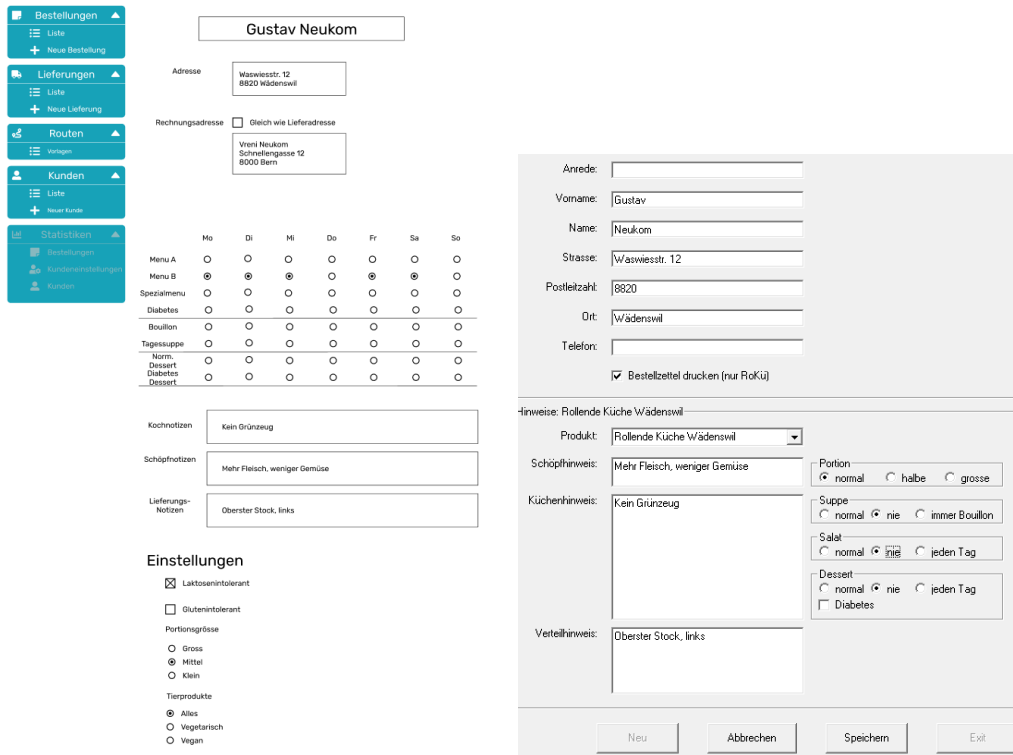 Bestellungen
Liste
Neue Bestellung
Lieferungen
Liste
Neue Lieferung
Routen
Vorlagen
Kunden
Liste
Neuer Kunde
Statistiken
Bestellungen
Kundeneinstellungen
Kunden
Gustav Neukom
Adresse
Waswiesstr. 12
8820 Wädenswil
Rechnungsadresse
Gleich wie Lieferadresse
Vreni Neukom
Schnellengasse 12
8000 Bern
Mo Di Mi Do Fr Sa So
Menu A
Menu B
Spezialmenu
Diabetes
Bouillon
Tagessuppe
Norm.
Dessert
Diabetes
Dessert
Kochnotizen
Kein Grünzeug
Schöpfnotizen
Mehr Fleisch, weniger Gemüse
Lieferungs-
Notizen
Oberster Stock, links
Einstellungen
Laktosenintolerant
Glutenintolerant
Portionsgrösse
Gross
Mittel
Klein
Tierprodukte
Alles
Vegetarisch
Vegan
Anrede:
Vorname: Gustav
Name: Neukom
Strasse: Waswiesstr. 12
Postleitzahl: 8820
Ort: Wädenswil
Telefon:
Bestellzettel drucken (nur RoKü)
Hinweise: Rollende Küche Wädenswil
Produkt: Rollende Küche Wädenswil
Schöpfhinweis: Mehr Fleisch, weniger Gemüse
Portion
normal halbe grosse
Küchenhinweis: Kein Grünzeug
Suppe
normal nie immer Bouillon
Salat
normal nie jeden Tag
Dessert
normal nie jeden Tag
Diabetes
Verteilhinweis: Oberster Stock, links
Neu Abbrechen Speichern Exit